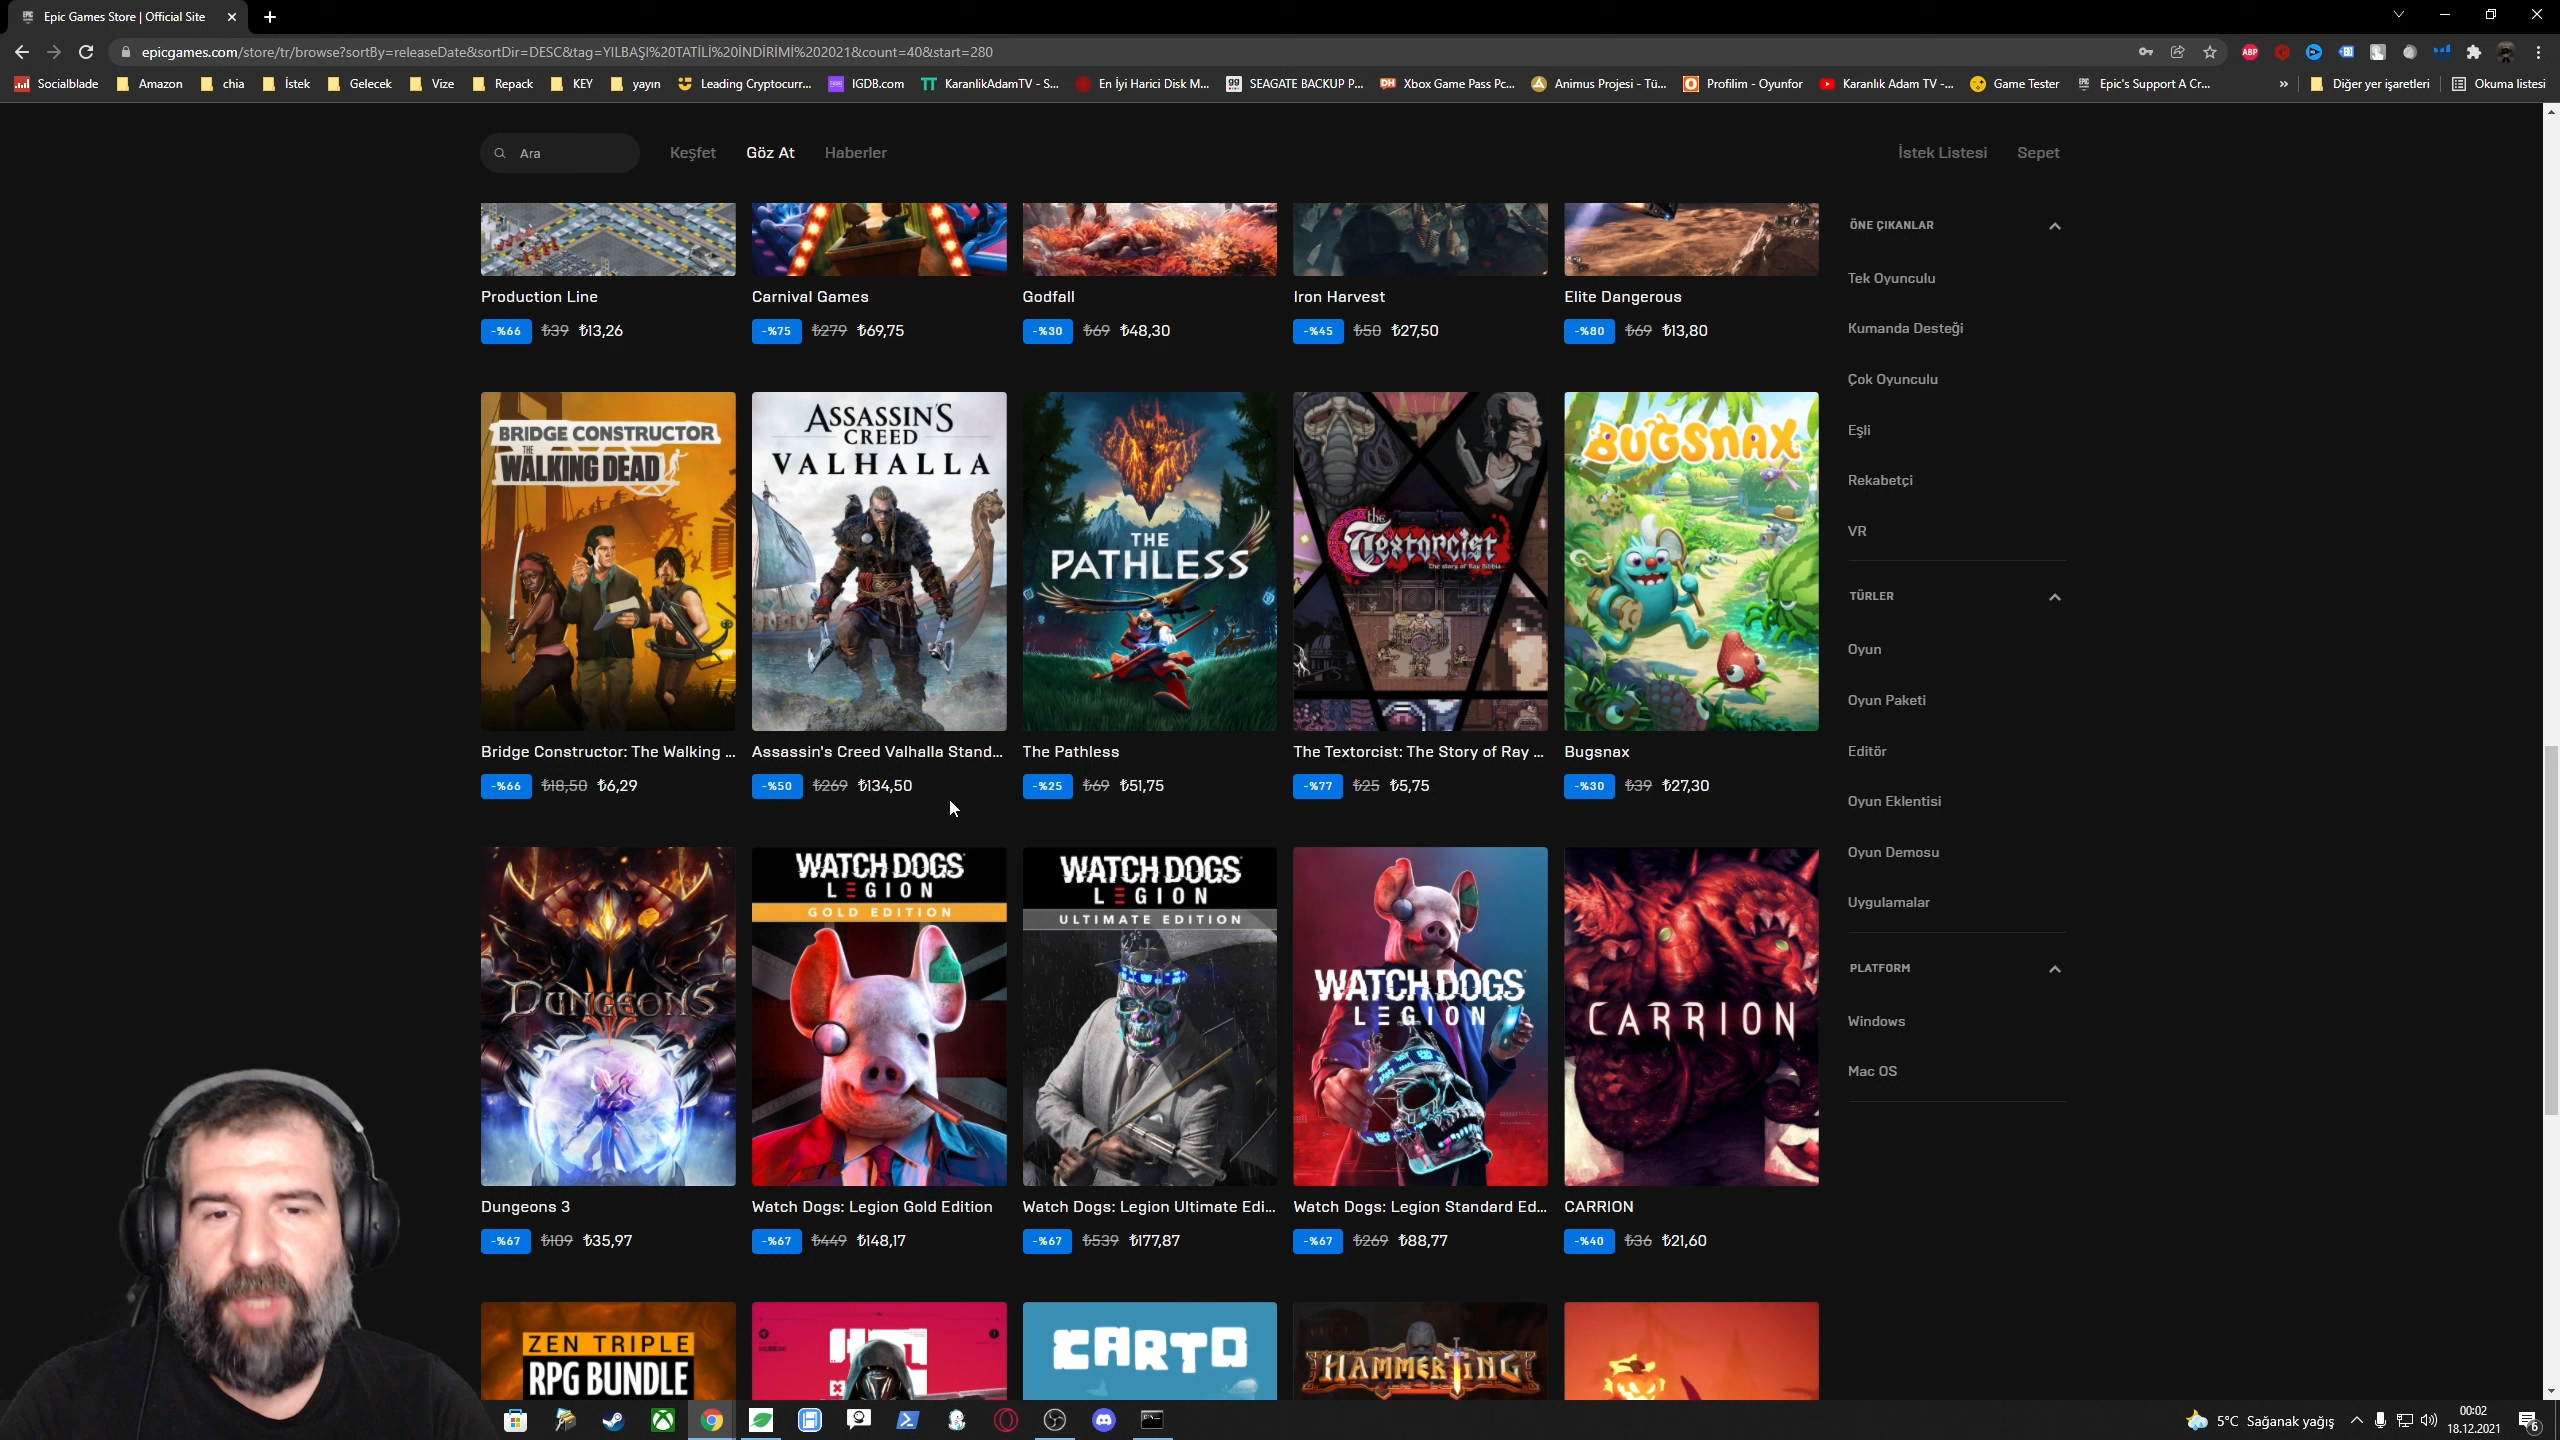 Epic Games Store | Official Site
epicgames.com/store/tr/browse?sortBy=releaseDate&sortDir=DESC&tag=YILBAŞI%20TATİLİ%20İNDİRİMİ%202021&count=40&start=280
Socialblade Amazon chia İstek Gelecek Vize Repack KEY yayın Leading Cryptocurr... IGDB.com KaranlikAdamTV - S... En İyi Harici Disk M... SEAGATE BACKUP P... Xbox Game Pass Pc... Animus Projesi - Tü... Profilim - Oyunfor Karanlık Adam TV -... Game Tester Epic's Support A Cr... » Diğer yer işaretleri Okuma listesi
Ara Keşfet Göz At Haberler İstek Listesi Sepet
Production Line Carnival Games Godfall Iron Harvest Elite Dangerous
-%66 ₺39 ₺13,26 -%75 ₺279 ₺69,75 -%30 ₺69 ₺48,30 -%45 ₺50 ₺27,50 -%80 ₺69 ₺13,80
BRIDGE CONSTRUCTOR
THE
WALKING DEAD
ASSASSIN'S
CREED
VALHALLA
THE
PATHLESS
the
Textorcist
The story of Ray Bibbia
BUGSNAX
Bridge Constructor: The Walking ... Assassin's Creed Valhalla Stand... The Pathless The Textorcist: The Story of Ray ... Bugsnax
-%66 ₺18,50 ₺6,29 -%50 ₺269 ₺134,50 -%25 ₺69 ₺51,75 -%77 ₺25 ₺5,75 -%30 ₺39 ₺27,30
DUNGEONS
WATCH DOGS
LEGION
GOLD EDITION
WATCH DOGS
LEGION
ULTIMATE EDITION
WATCH DOGS
LEGION
CARRION
Dungeons 3 Watch Dogs: Legion Gold Edition Watch Dogs: Legion Ultimate Edi... Watch Dogs: Legion Standard Ed... CARRION
-%67 ₺109 ₺35,97 -%67 ₺449 ₺148,17 -%67 ₺539 ₺177,87 -%67 ₺269 ₺88,77 -%40 ₺36 ₺21,60
ZEN TRIPLE
RPG BUNDLE
CARTO
HAMMERTING
ÖNE ÇIKANLAR
Tek Oyunculu
Kumanda Desteği
Çok Oyunculu
Eşli
Rekabetçi
VR
TÜRLER
Oyun
Oyun Paketi
Editör
Oyun Eklentisi
Oyun Demosu
Uygulamalar
PLATFORM
Windows
Mac OS
5°C Sağanak yağış
00:02
18.12.2021
6